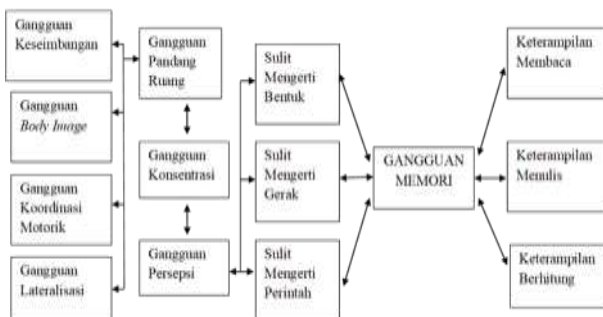 Gangguan
Keseimbangan
Gangguan
Body Image
Gangguan
Koordinasi
Motorik
Gangguan
Lateralisasi
Gangguan
Pandang
Ruang
Gangguan
Konsentrasi
Gangguan
Persepsi
Sulit
Mengerti
Bentuk
Sulit
Mengerti
Gerak
Sulit
Mengerti
Perintah
GANGGUAN
MEMORI
Keterampilan
Membaca
Keterampilan
Menulis
Keterampilan
Berhitung